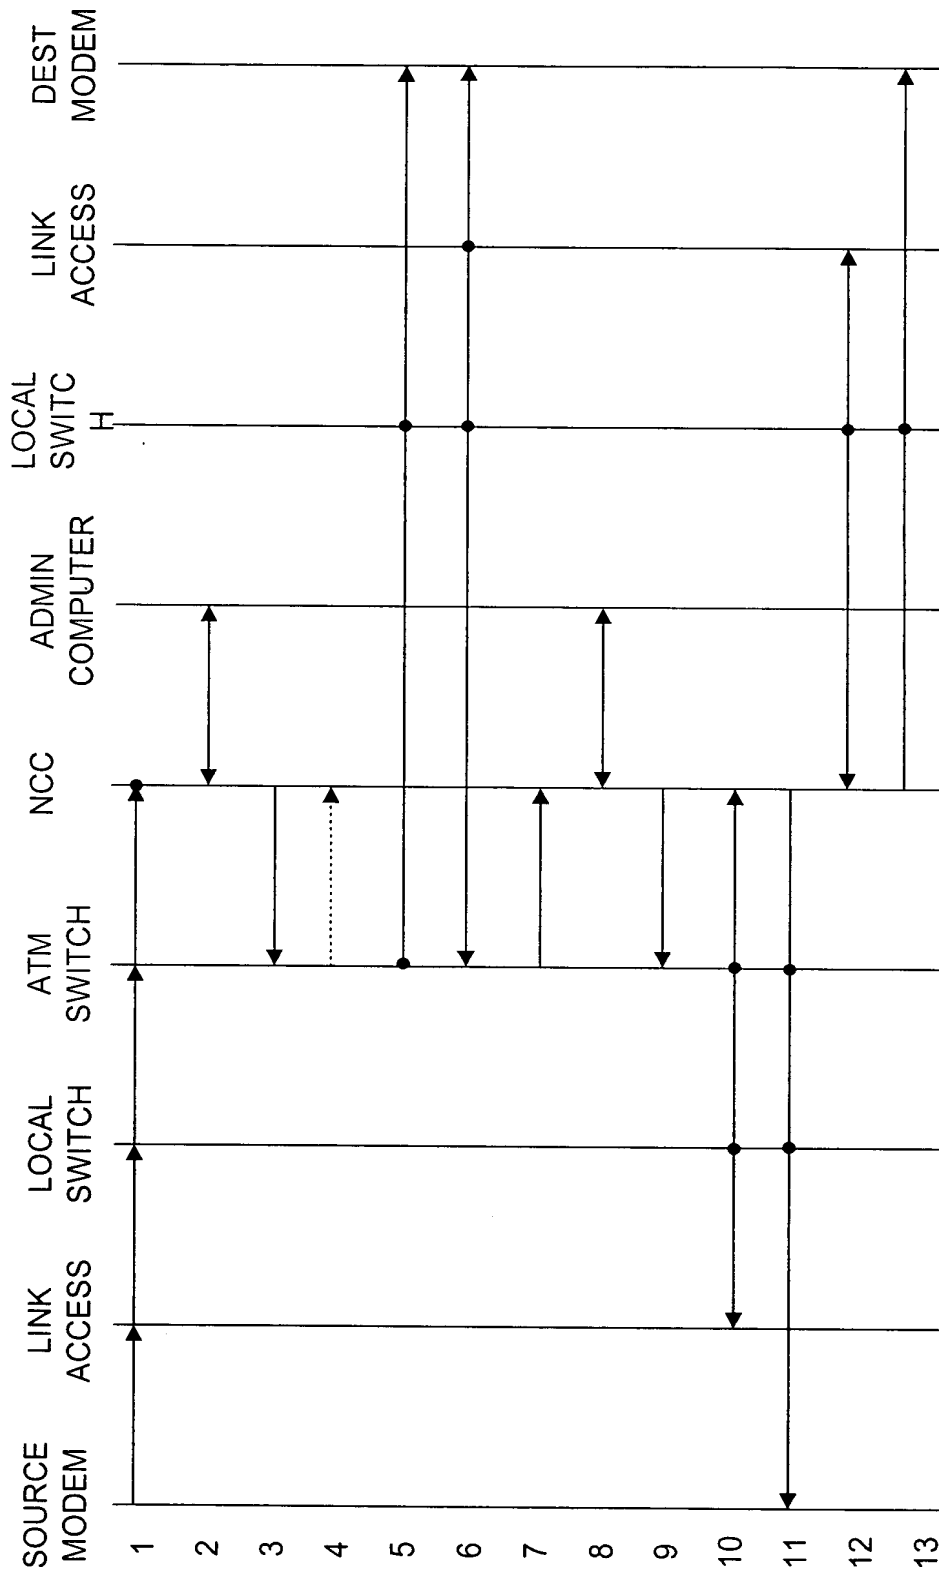 SOURCE
MODEM
LINK
ACCESS
LOCAL
SWITCH
ATM
SWITCH
NCC
ADMIN
COMPUTER
LOCAL
SWITC
H
LINK
ACCESS
DEST
MODEM
1
2
3
4
5
6
7
8
9
10
11
12
13